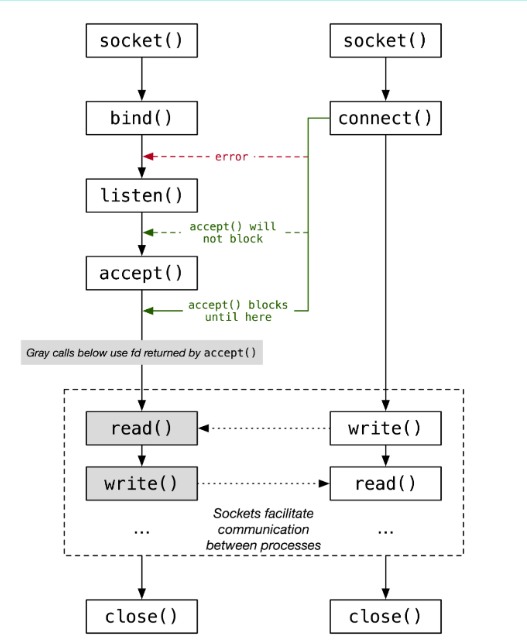 socket()
socket()
bind()
connect()
error
listen()
accept() will
not block
accept()
accept() blocks
until here
Gray calls below use fd returned by accept()
read()
write()
write()
read()
Sockets facilitate
communication
between processes
...
...
close()
close()